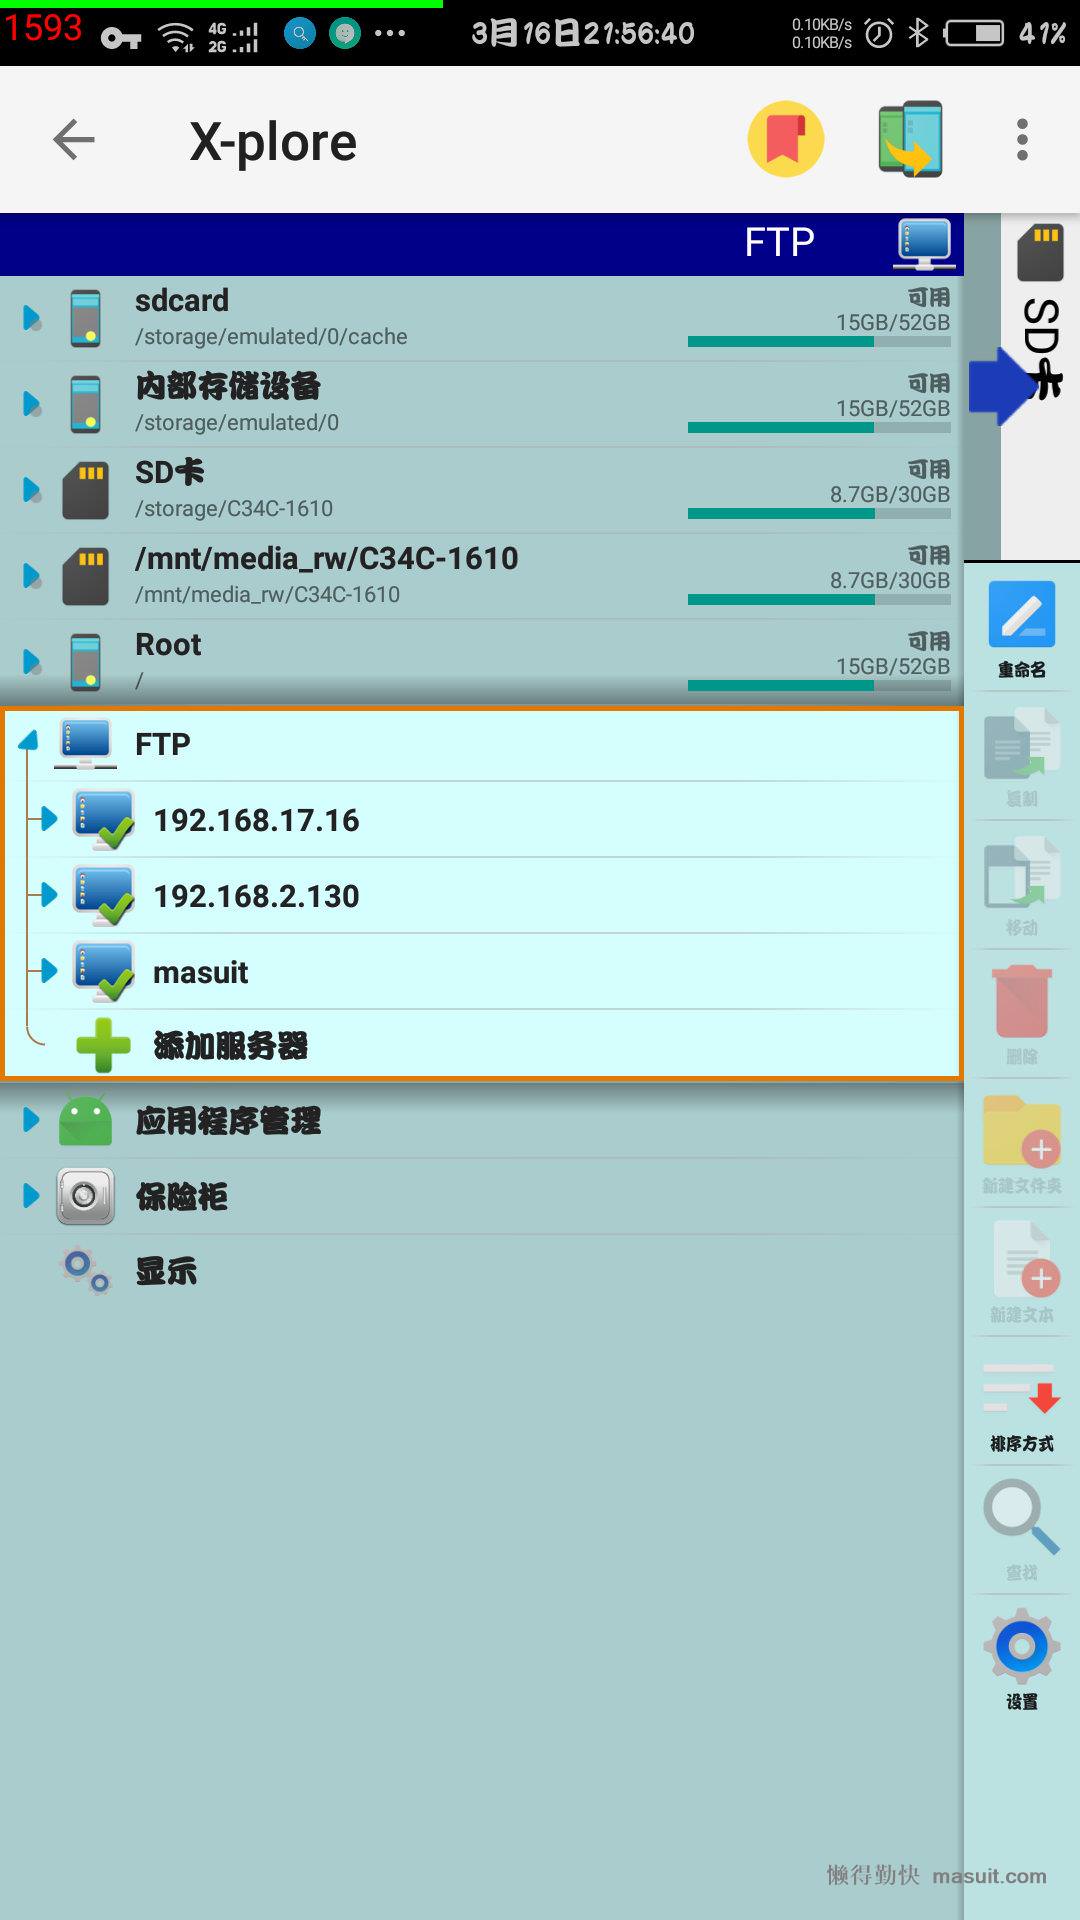 1593
4G
2G
3月16日21:56:40
0.10KB/s
0.10KB/s
41%
X-plore
FTP
SD卡
sdcard
可用
/storage/emulated/0/cache
15GB/52GB
内部存储设备
可用
/storage/emulated/0
15GB/52GB
SD卡
可用
/storage/C34C-1610
8.7GB/30GB
/mnt/media_rw/C34C-1610
可用
/mnt/media_rw/C34C-1610
8.7GB/30GB
Root
可用
/
15GB/52GB
FTP
192.168.17.16
192.168.2.130
masuit
添加服务器
应用程序管理
保险柜
显示
重命名
复制
移动
删除
新建文件夹
新建文本
排序方式
查找
设置
懒得勤快 masuit.com